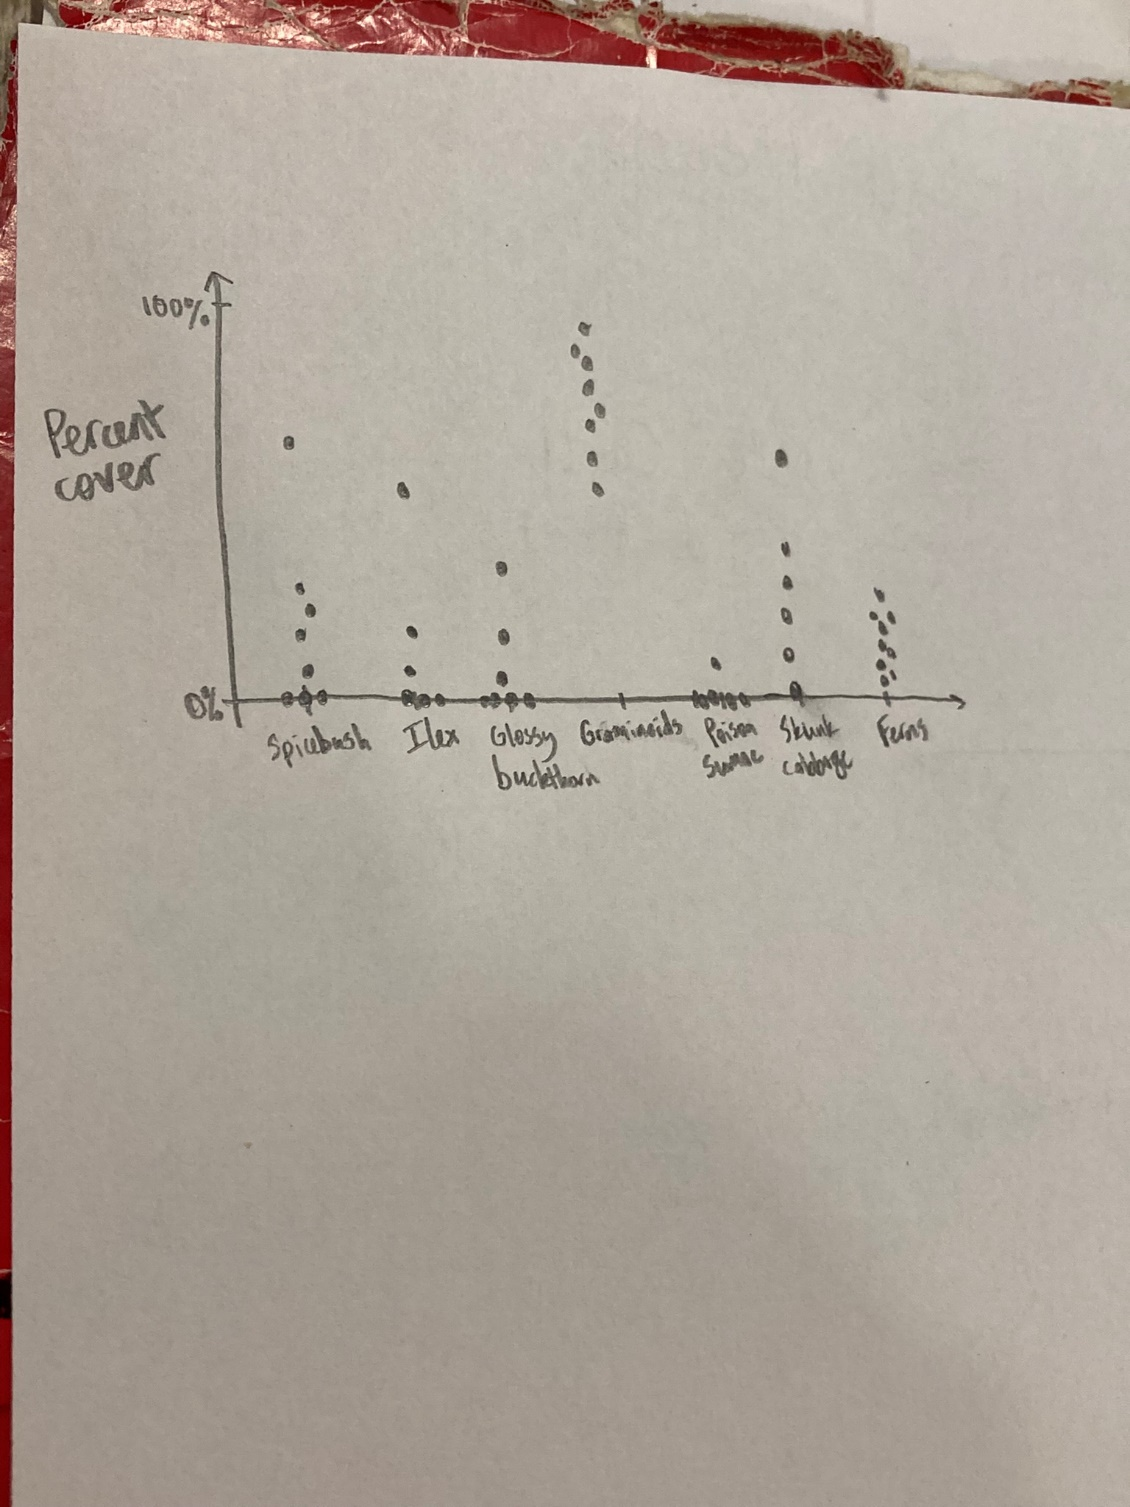 100%
Percent
cover
0%
Spicebush Ilex Glossy Graminoids Poison Skunk Ferns
buckthorn sumac cabbage